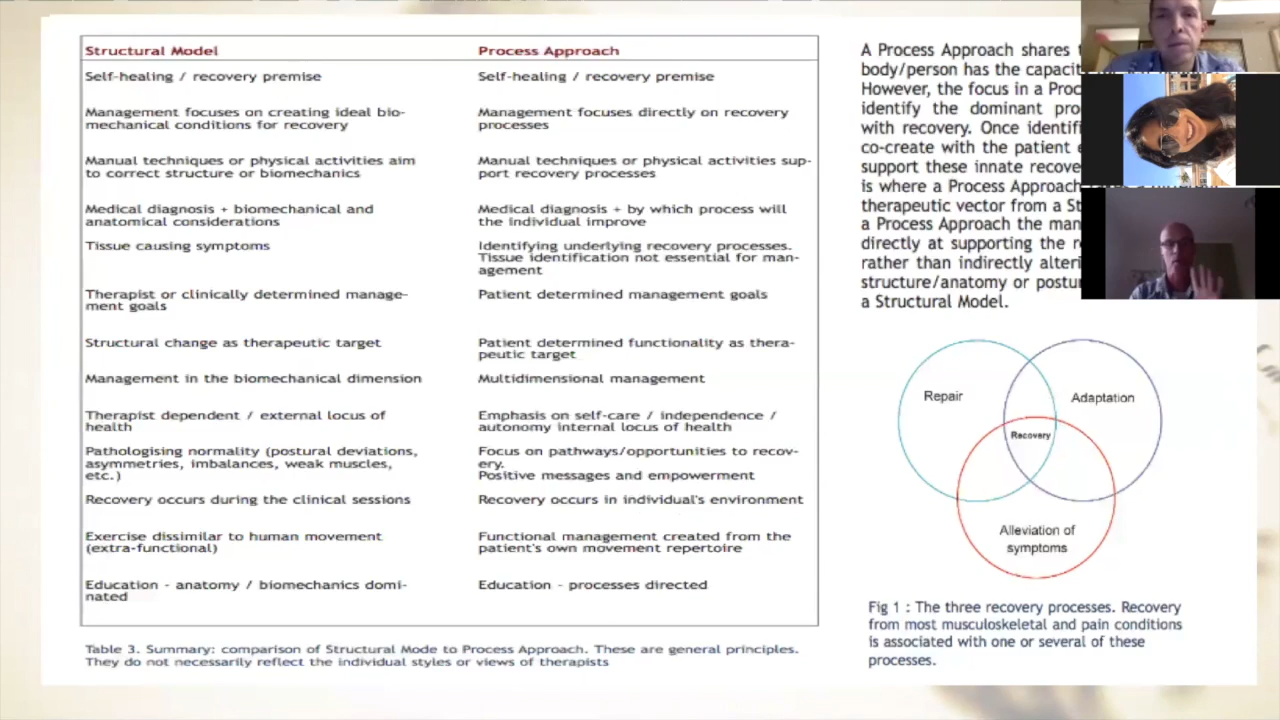 Structural Model
Process Approach
Self-healing / recovery premise
Self-healing / recovery premise
Management focuses on creating ideal bio-
mechanical conditions for recovery
Management focuses directly on recovery
processes
Manual techniques or physical activities aim
to correct structure or biomechanics
Manual techniques or physical activities sup-
port recovery processes
Medical diagnosis + biomechanical and
anatomical considerations
Medical diagnosis + by which process will
the individual improve
Tissue causing symptoms
Identifying underlying recovery processes.
Tissue identification not essential for man-
agement
Therapist or clinically determined manage-
ment goals
Patient determined management goals
Structural change as therapeutic target
Patient determined functionality as thera-
peutic target
Management in the biomechanical dimension
Multidimensional management
Therapist dependent / external locus of
health
Emphasis on self-care / independence /
autonomy internal locus of health
Pathologising normality (postural deviations,
asymmetries, imbalances, weak muscles,
etc.)
Focus on pathways/opportunities to recov-
ery.
Positive messages and empowerment
Recovery occurs during the clinical sessions
Recovery occurs in individual's environment
Exercise dissimilar to human movement
(extra-functional)
Functional management created from the
patient's own movement repertoire
Education - anatomy / biomechanics domi-
nated
Education - processes directed
Table 3. Summary: comparison of Structural Mode to Process Approach. These are general principles.
They do not necessarily reflect the individual styles or views of therapists
A Process Approach shares
body/person has the
However, the focus in a
identify the dominant
with recovery. Once
co-create with the patient
support these innate
is where a Process Approach
therapeutic vector from a
a Process Approach the
directly at supporting the
rather than indirectly
structure/anatomy or
a Structural Model.
Repair
Adaptation
Recovery
Alleviation of
symptoms
Fig 1 : The three recovery processes. Recovery
from most musculoskeletal and pain conditions
is associated with one or several of these
processes.